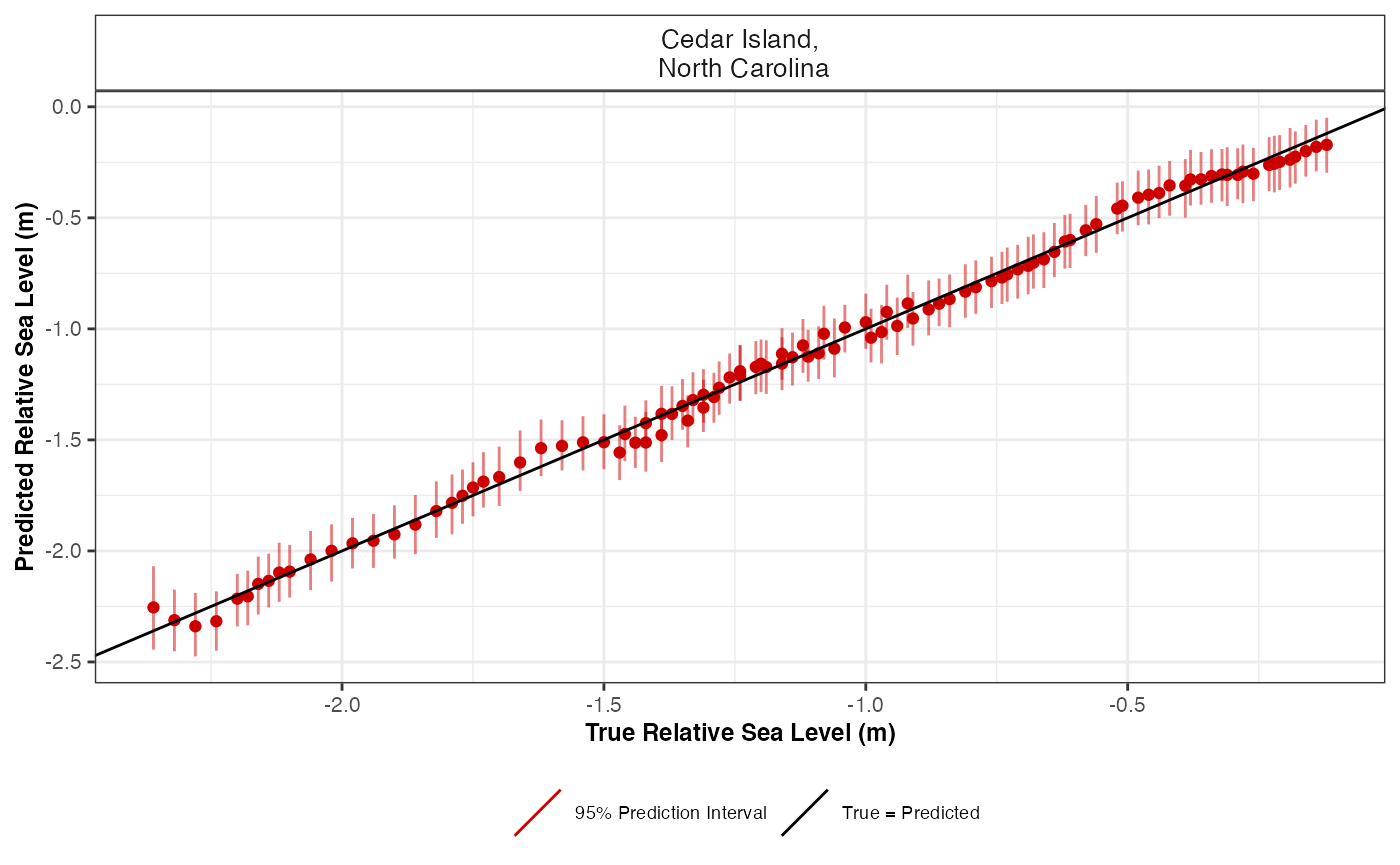 Cedar Island,
North Carolina
Predicted Relative Sea Level (m)
0.0
-0.5
-1.0
-1.5
-2.0
-2.5
-2.0
-1.5
-1.0
-0.5
True Relative Sea Level (m)
95% Prediction Interval
True = Predicted